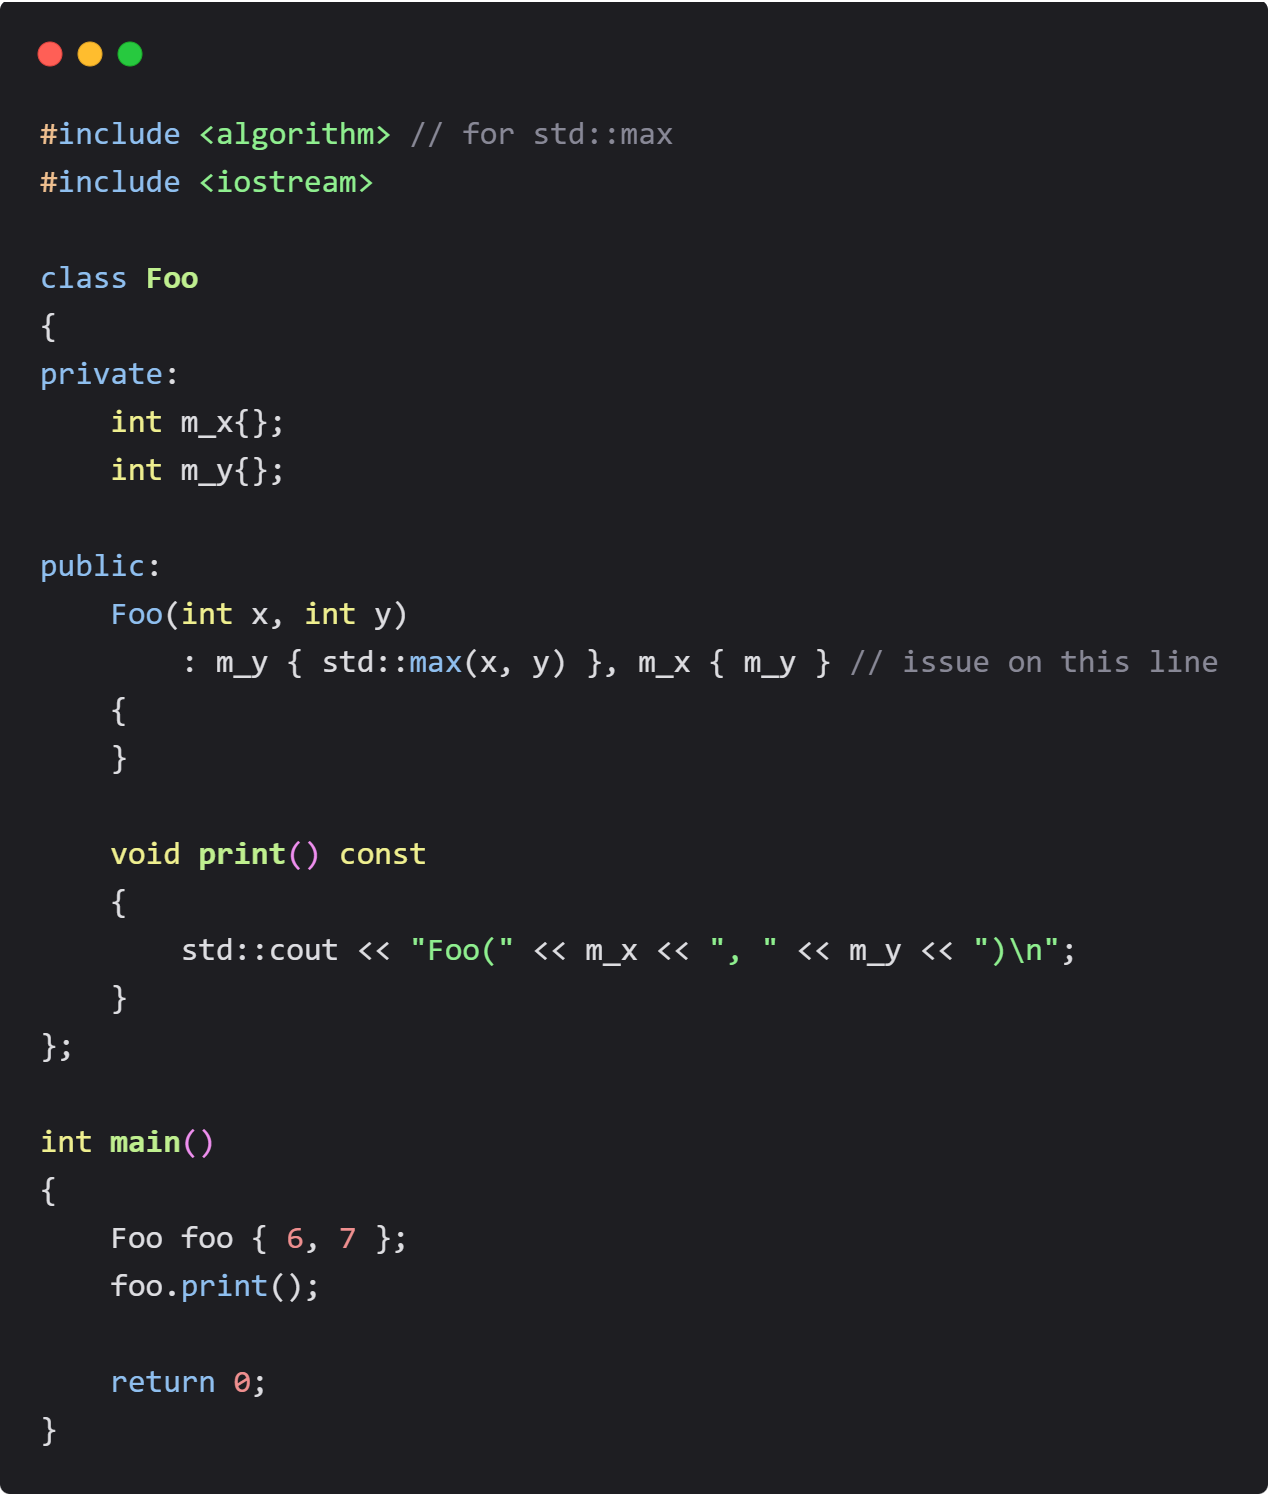 #include <algorithm> // for std::max
#include <iostream>

class Foo
{
private:
    int m_x{};
    int m_y{};

public:
    Foo(int x, int y)
        : m_y { std::max(x, y) }, m_x { m_y } // issue on this line
    {
    }

    void print() const
    {
        std::cout << "Foo(" << m_x << ", " << m_y << ")\n";
    }
};

int main()
{
    Foo foo { 6, 7 };
    foo.print();

    return 0;
}